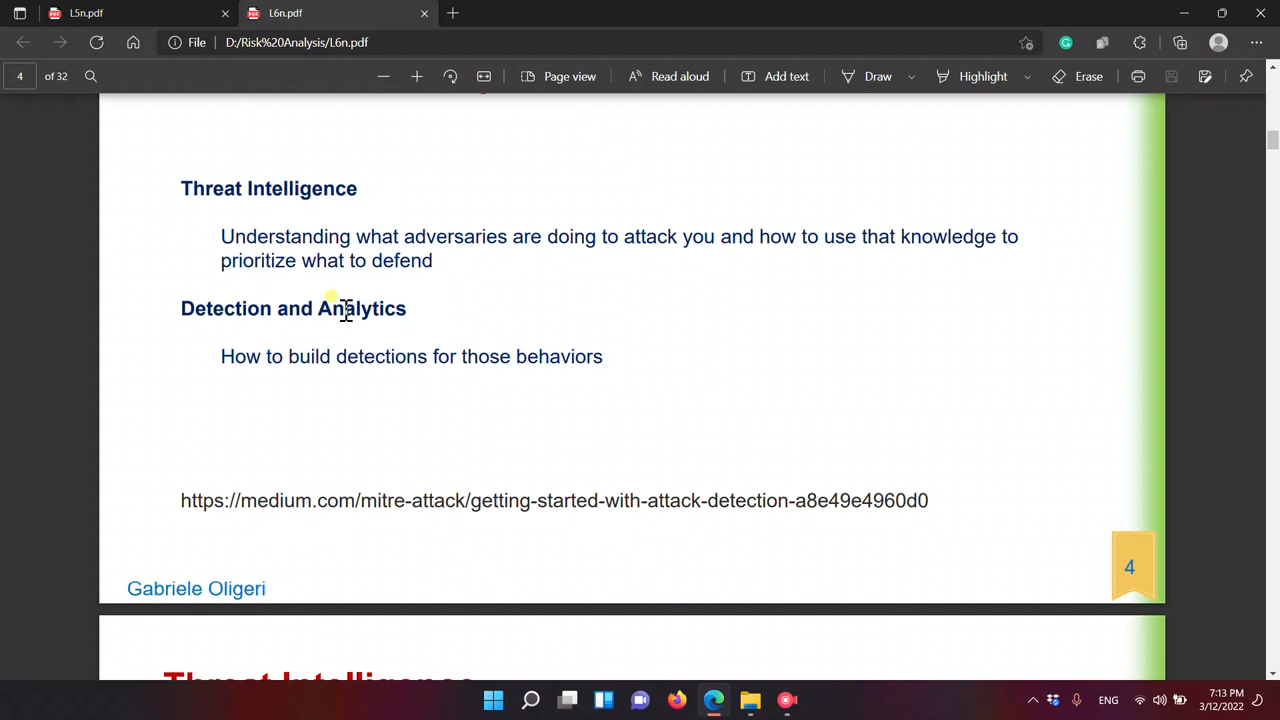 L5n.pdf
L6n.pdf
File
D:/Risk%20Analysis/L6n.pdf
4
of 32
Page view
Read aloud
Add text
Draw
Highlight
Erase
Threat Intelligence
Understanding what adversaries are doing to attack you and how to use that knowledge to
prioritize what to defend
Detection and Analytics
How to build detections for those behaviors
https://medium.com/mitre-attack/getting-started-with-attack-detection-a8e49e4960d0
4
Gabriele Oligeri
Threat Intelligence
ENG
7:13 PM
3/12/2022